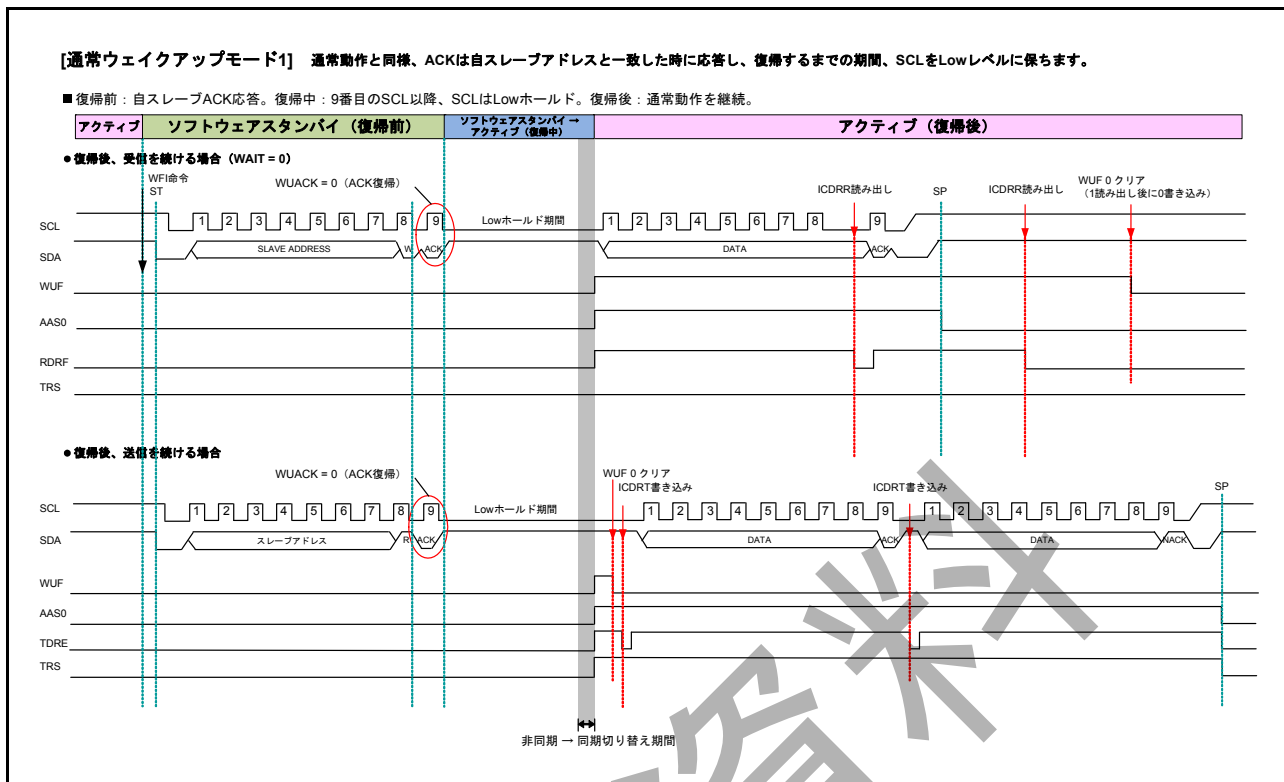 [通常ウェイクアップモード1] 通常動作と同様、ACKは自スレーブアドレスと一致した時に応答し、復帰するまでの期間、SCLをLowレベルに保ちます。
■ 復帰前：自スレーブACK応答。復帰中：9番目のSCL以降、SCLはLowホールド。復帰後：通常動作を継続。
アクティブ
ソフトウェアスタンバイ（復帰前）
ソフトウェアスタンバイ →
アクティブ（復帰中）
アクティブ（復帰後）
● 復帰後、受信を続ける場合（WAIT = 0）
WFI命令
ST
WUACK = 0（ACK復帰）
ICDRR読み出し
SP
ICDRR読み出し
WUF 0 クリア
（1読み出し後に0書き込み）
SCL
1 2 3 4 5 6 7 8 9
Lowホールド期間
1 2 3 4 5 6 7 8 9
SDA
SLAVE ADDRESS
W
ACK
DATA
ACK
WUF
AAS0
RDRF
TRS
● 復帰後、送信を続ける場合
WUACK = 0（ACK復帰）
WUF 0 クリア
ICDRT書き込み
ICDRT書き込み
SP
SCL
1 2 3 4 5 6 7 8 9
Lowホールド期間
1 2 3 4 5 6 7 8 9
1 2 3 4 5 6 7 8 9
SDA
スレーブアドレス
R
ACK
DATA
ACK
DATA
NACK
WUF
AAS0
TDRE
TRS
非同期 → 同期切り替え期間
資料